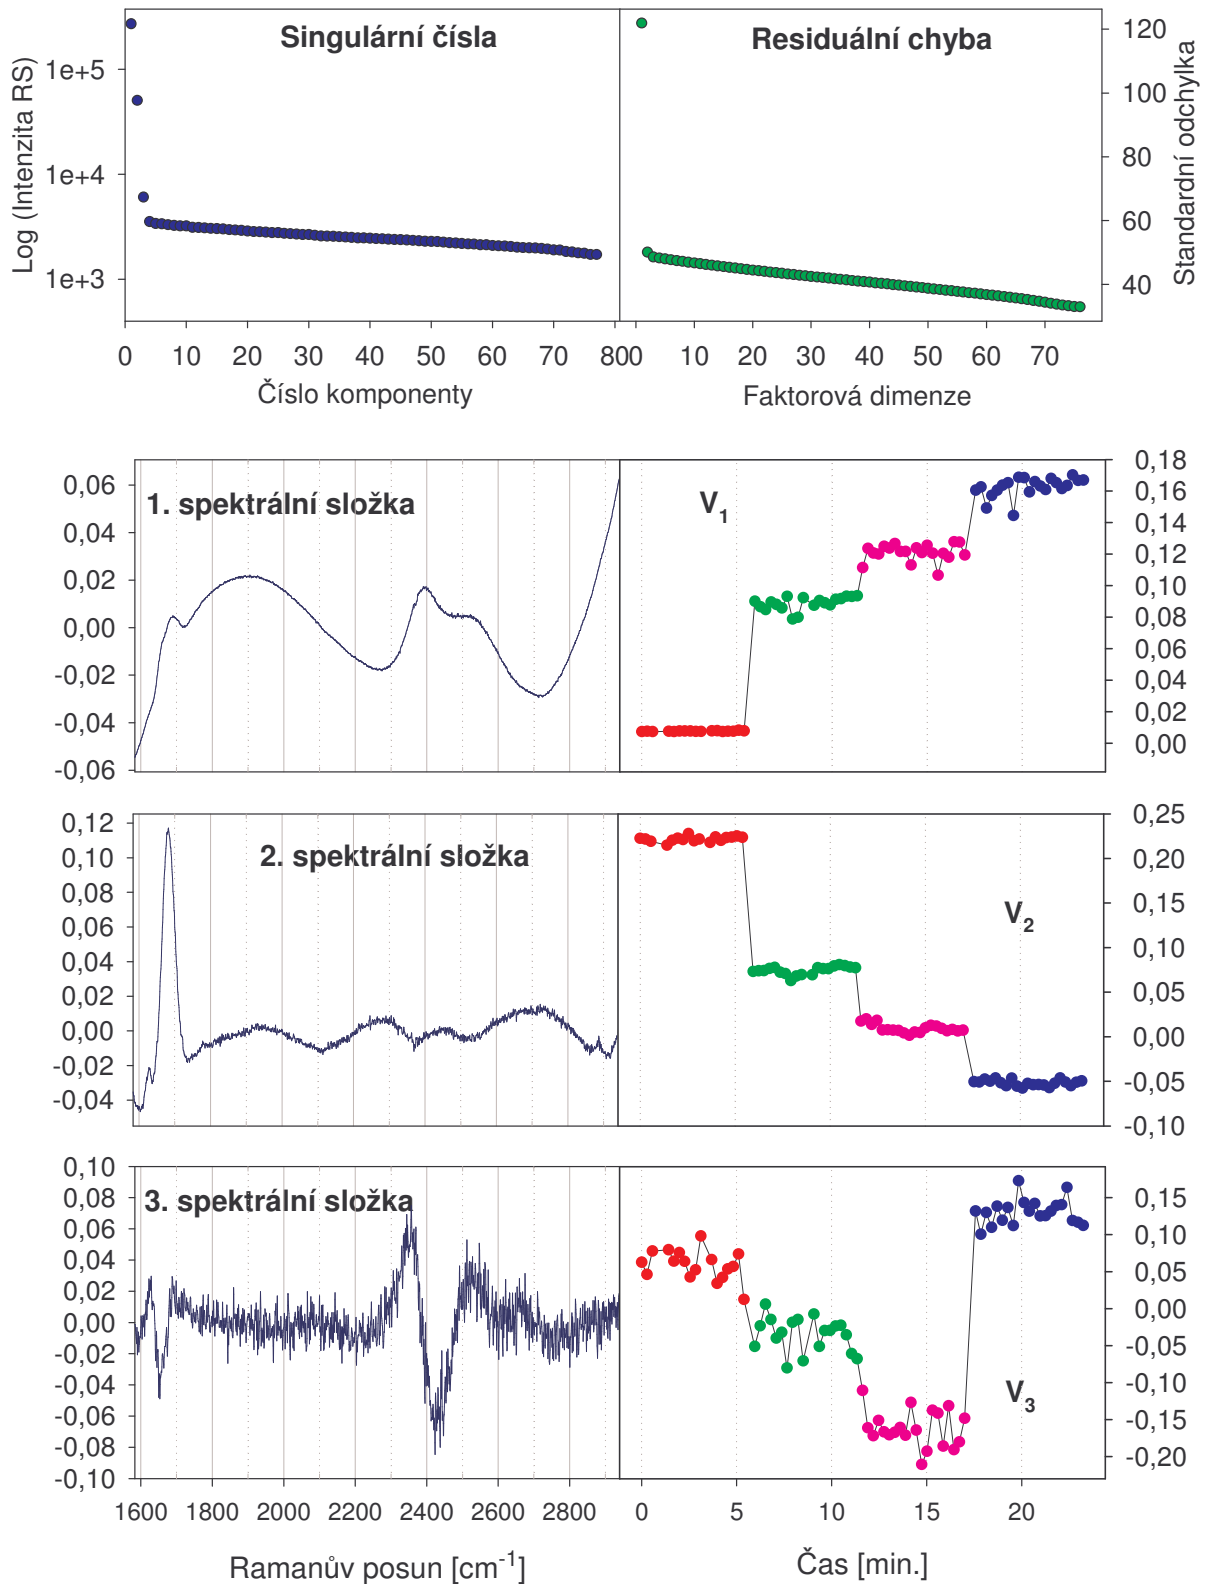 Singulární čísla
Residuální chyba
Log (Intenzita RS)
1e+5
1e+4
1e+3
120
100
80
60
40
Standardní odchylka
0 10 20 30 40 50 60 70 800 10 20 30 40 50 60 70
Číslo komponenty
Faktorová dimenze
1. spektrální složka
0,06
0,04
0,02
0,00
-0,02
-0,04
-0,06
V1
0,18
0,16
0,14
0,12
0,10
0,08
0,06
0,04
0,02
0,00
2. spektrální složka
0,12
0,10
0,08
0,06
0,04
0,02
0,00
-0,02
-0,04
V2
0,25
0,20
0,15
0,10
0,05
0,00
-0,05
-0,10
3. spektrální složka
0,10
0,08
0,06
0,04
0,02
0,00
-0,02
-0,04
-0,06
-0,08
-0,10
V3
0,15
0,10
0,05
0,00
-0,05
-0,10
-0,15
-0,20
1600 1800 2000 2200 2400 2600 2800
0 5 10 15 20
Ramanův posun [cm-1]
Čas [min.]